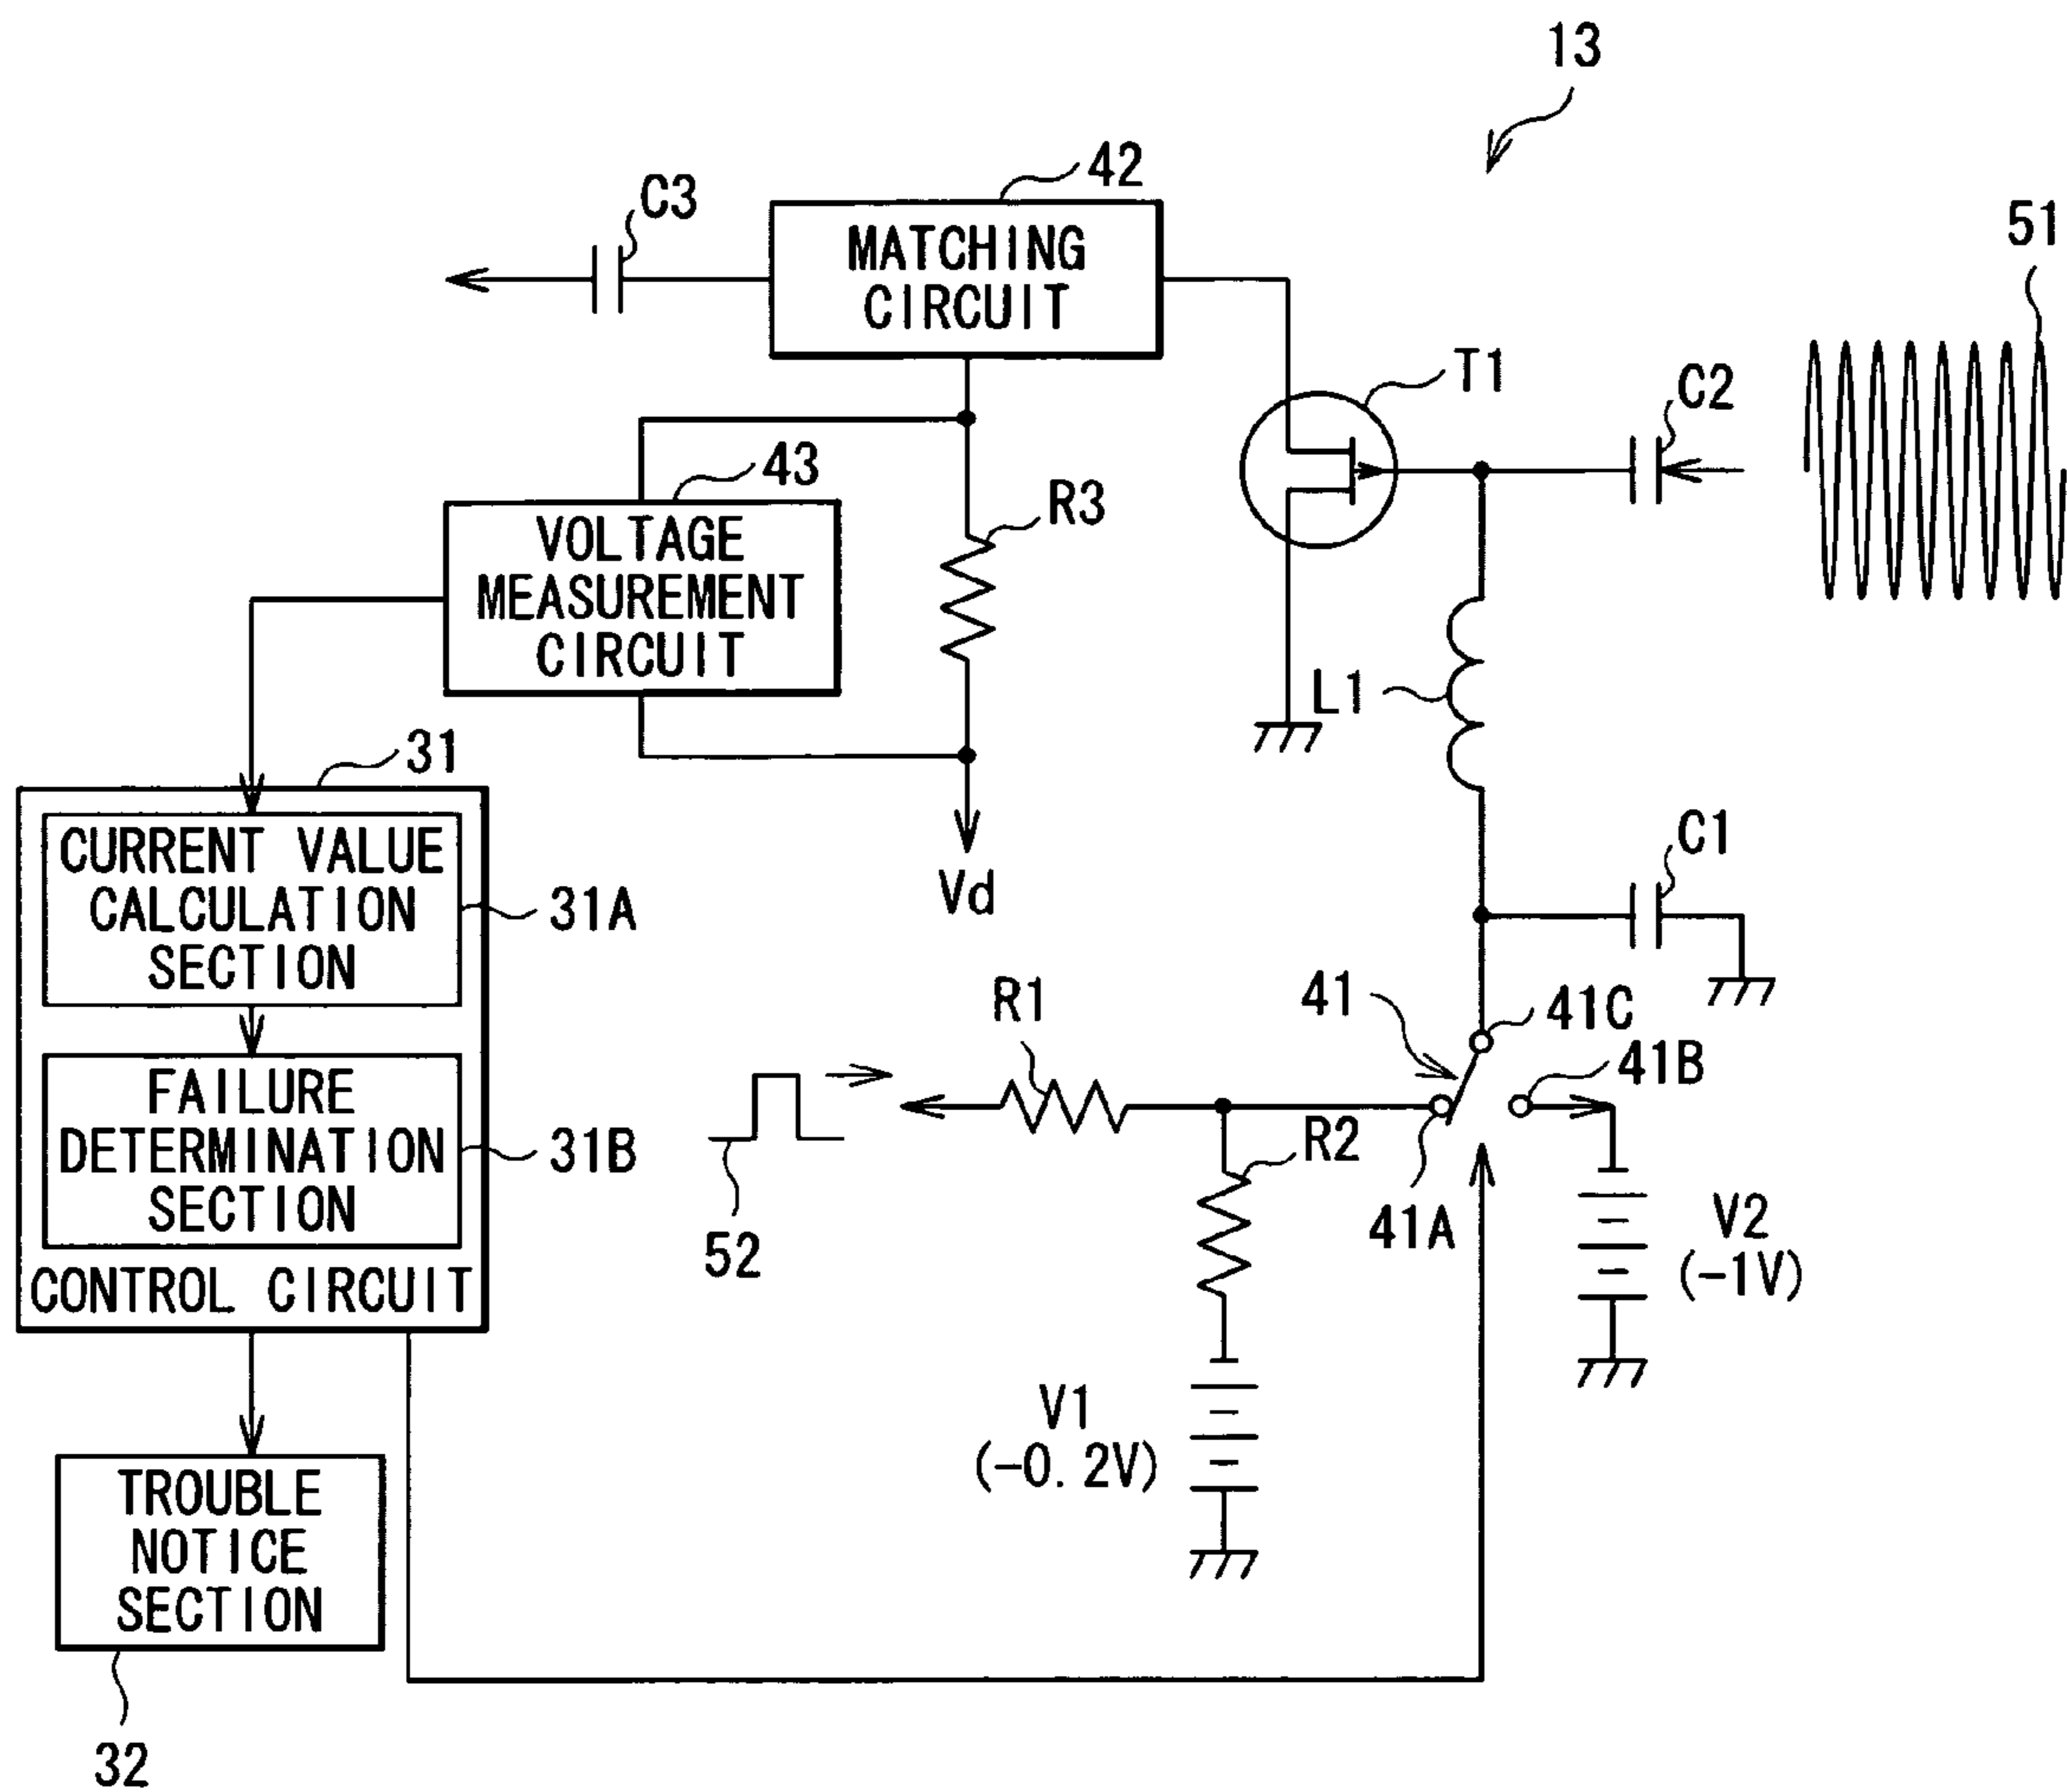 13
42
C3
MATCHING
CIRCUIT
51
T1
C2
43
R3
VOLTAGE
MEASUREMENT
CIRCUIT
L1
31
CURRENT VALUE
CALCULATION
SECTION
31A
Vd
C1
R1
41
41C
41B
FAILURE
DETERMINATION
SECTION
31B
R2
52
41A
V2
(-1V)
CONTROL CIRCUIT
V1
(-0.2V)
TROUBLE
NOTICE
SECTION
32